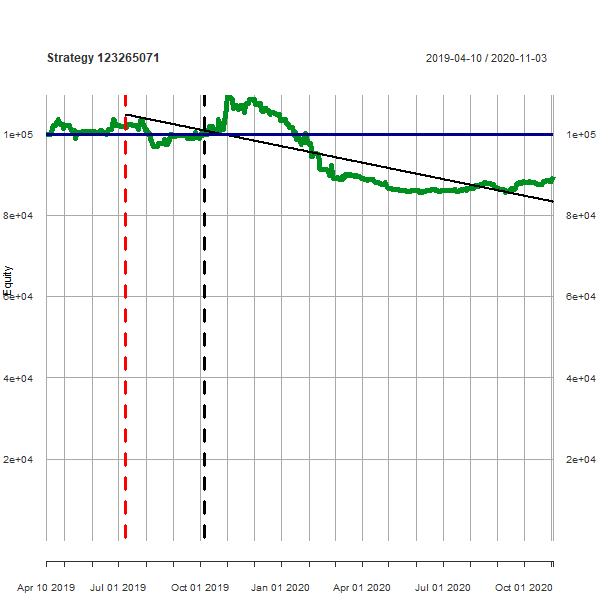 Strategy 123265071
2019-04-10 / 2020-11-03
1e+05
1e+05
8e+04
8e+04
Equity
6e+04
6e+04
4e+04
4e+04
2e+04
2e+04
Apr 10 2019
Jul 01 2019
Oct 01 2019
Jan 01 2020
Apr 01 2020
Jul 01 2020
Oct 01 2020